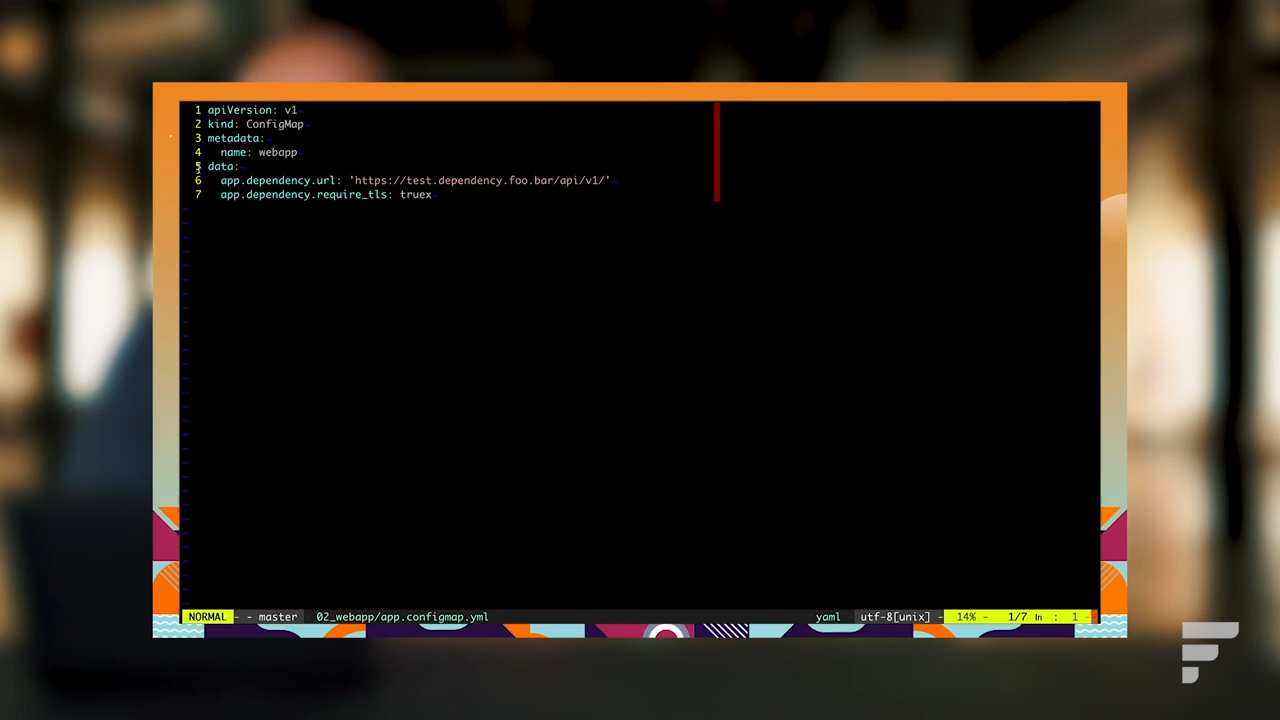 1 apiVersion: v1
2 kind: ConfigMap
3 metadata:
4   name: webapp
5 data:
6   app.dependency.url: 'https://test.dependency.foo.bar/api/v1/'
7   app.dependency.require_tls: truex
NORMAL - - master 02_webapp/app.configmap.yml yaml utf-8[unix] - 14% - 1/7 ln : 1 -